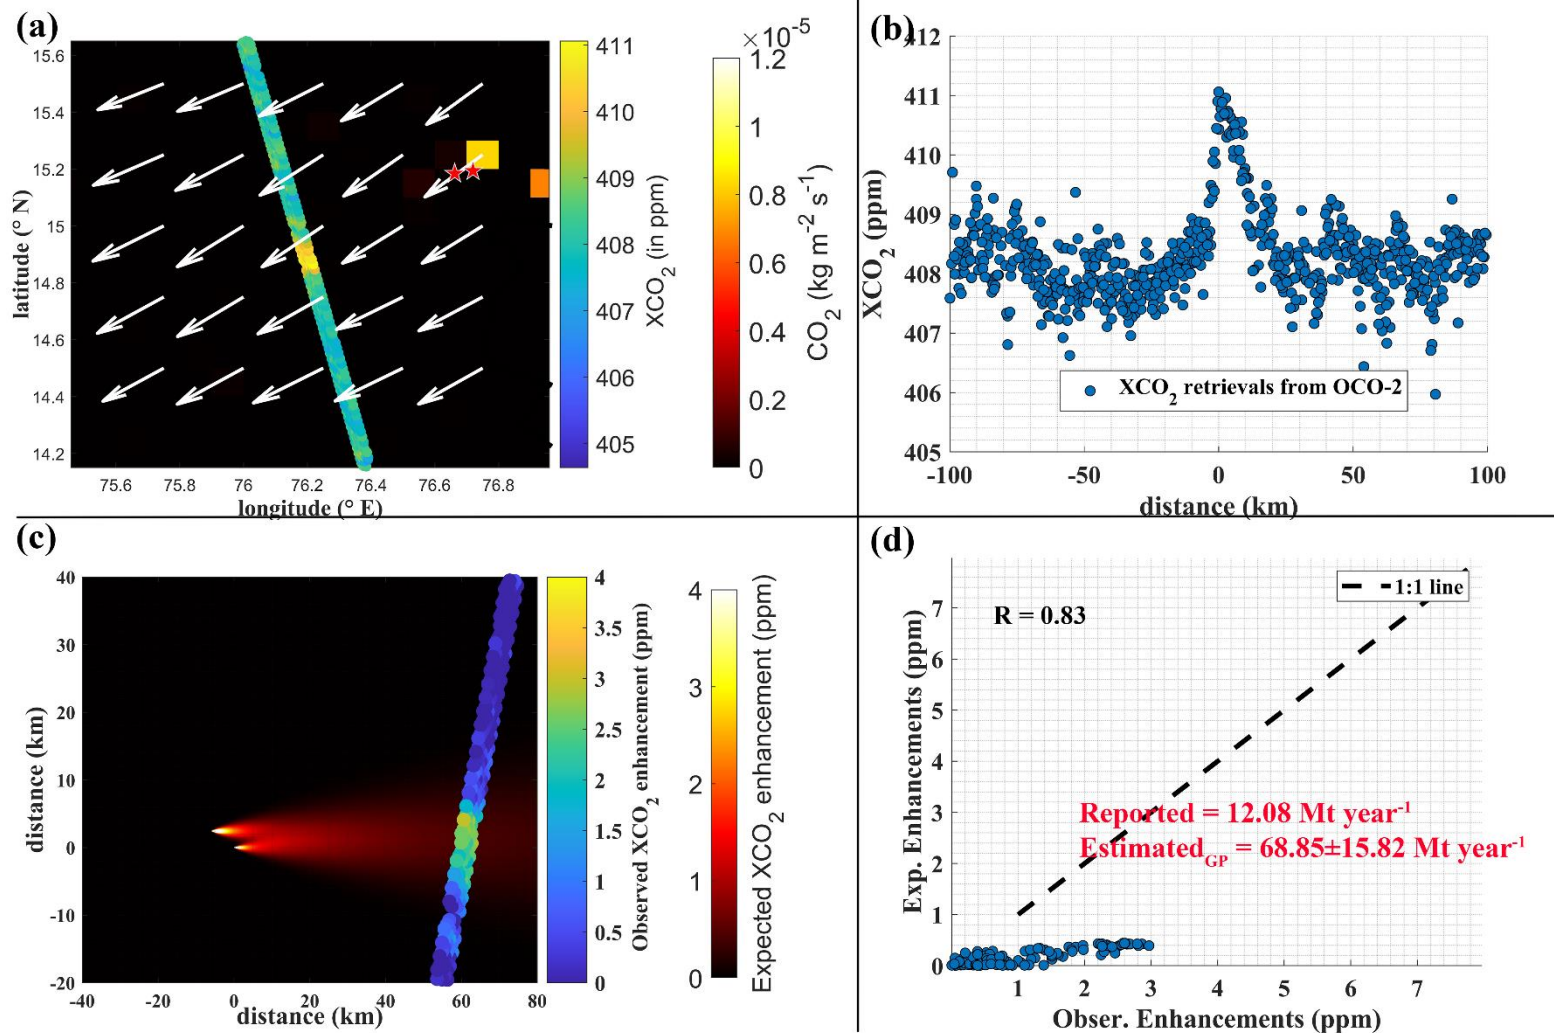 (a)
15.6
15.4
15.2
15
14.8
14.6
14.4
14.2
latitude (° N)
75.6 75.8 76 76.2 76.4 76.6 76.8
longitude (° E)
411
410
409
408
407
406
405
XCO2 (in ppm)
×10-5
1.2
1
0.8
0.6
0.4
0.2
0
CO2 (kg m-2 s-1)
(b)
412
411
410
409
408
407
406
405
XCO2 (ppm)
XCO2 retrievals from OCO-2
-100 -50 0 50 100
distance (km)
(c)
40
30
20
10
0
-10
-20
distance (km)
-40 -20 0 20 40 60 80
distance (km)
4
3.5
3
2.5
2
1.5
1
0.5
0
Observed XCO2 enhancement (ppm)
4
3
2
1
0
Expected XCO2 enhancement (ppm)
(d)
1:1 line
R = 0.83
7
6
5
4
3
2
1
0
Exp. Enhancements (ppm)
Reported = 12.08 Mt year-1
EstimatedGP = 68.85±15.82 Mt year-1
1 2 3 4 5 6 7
Obser. Enhancements (ppm)